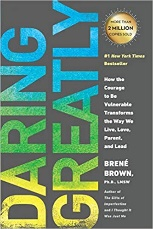 DARING
GREATLY
MORE THAN
2 MILLION
COPIES SOLD
#1 New York Times
Bestseller
How the
Courage to
Be Vulnerable
Transforms
the Way We
Live, Love,
Parent, and
Lead
BRENÉ
BROWN,
Ph.D., LMSW
Author of
The Gifts of
Imperfection
and I Thought It
Was Just Me